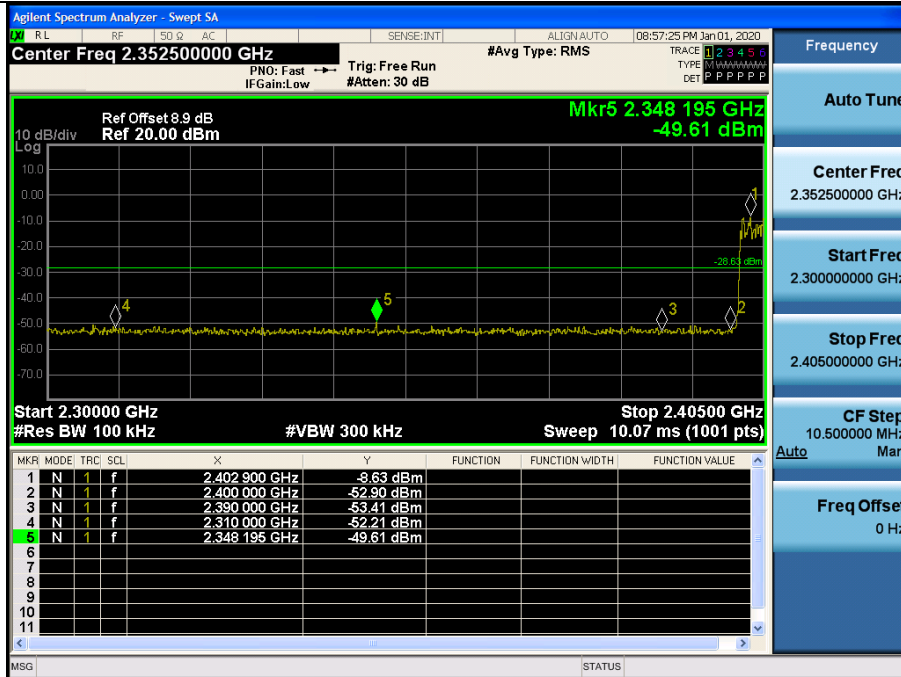 Agilent Spectrum Analyzer - Swept SA
LXI RL RF 50 Ω AC SENSE:INT ALIGN AUTO 08:57:25 PM Jan 01, 2020
Center Freq 2.352500000 GHz
PNO: Fast
IFGain:Low
Trig: Free Run
#Atten: 30 dB
#Avg Type: RMS
TRACE 1 2 3 4 5 6
TYPE M WWWWW
DET P P P P P P
Mkr5 2.348 195 GHz
-49.61 dBm
Ref Offset 8.9 dB
10 dB/div Ref 20.00 dBm
Log
10.0
0.00
-10.0
-20.0
-30.0
-40.0
-50.0
-60.0
-70.0
1
-28.63 dBm
4
5
3
2
Start 2.30000 GHz Stop 2.40500 GHz
#Res BW 100 kHz #VBW 300 kHz Sweep 10.07 ms (1001 pts)
MKR MODE TRC SCL X Y FUNCTION FUNCTION WIDTH FUNCTION VALUE
1 N 1 f 2.402 900 GHz -8.63 dBm
2 N 1 f 2.400 000 GHz -52.90 dBm
3 N 1 f 2.390 000 GHz -53.41 dBm
4 N 1 f 2.310 000 GHz -52.21 dBm
5 N 1 f 2.348 195 GHz -49.61 dBm
6
7
8
9
10
11
MSG STATUS
Frequency
Auto Tune
Center Freq
2.352500000 GHz
Start Freq
2.300000000 GHz
Stop Freq
2.405000000 GHz
CF Step
10.500000 MHz
Auto Man
Freq Offset
0 Hz